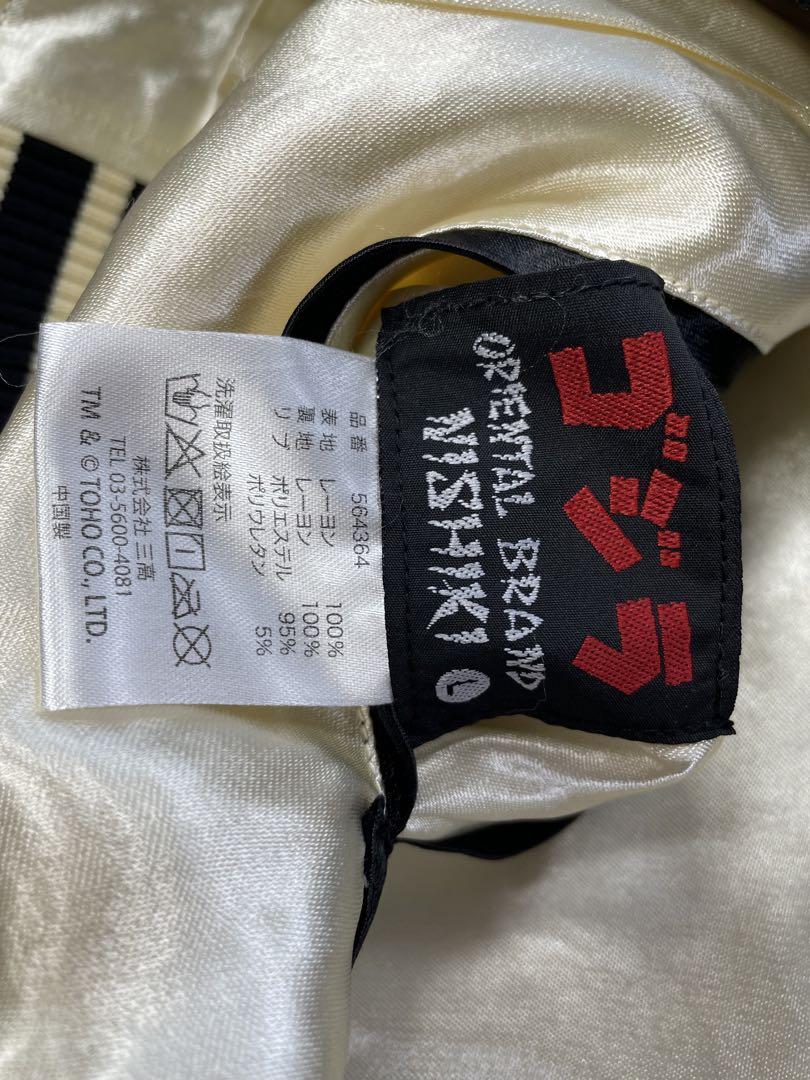 ゴジラ
ORIENTAL BRAND
NISHIKI L
品番 564364
表地 レーヨン 100%
裏地 レーヨン 100%
リブ ポリエステル 95%
ポリウレタン 5%
洗濯取扱絵表示
株式会社 三高
TEL 03-5600-4081
TM & © TOHO CO., LTD.
中国製